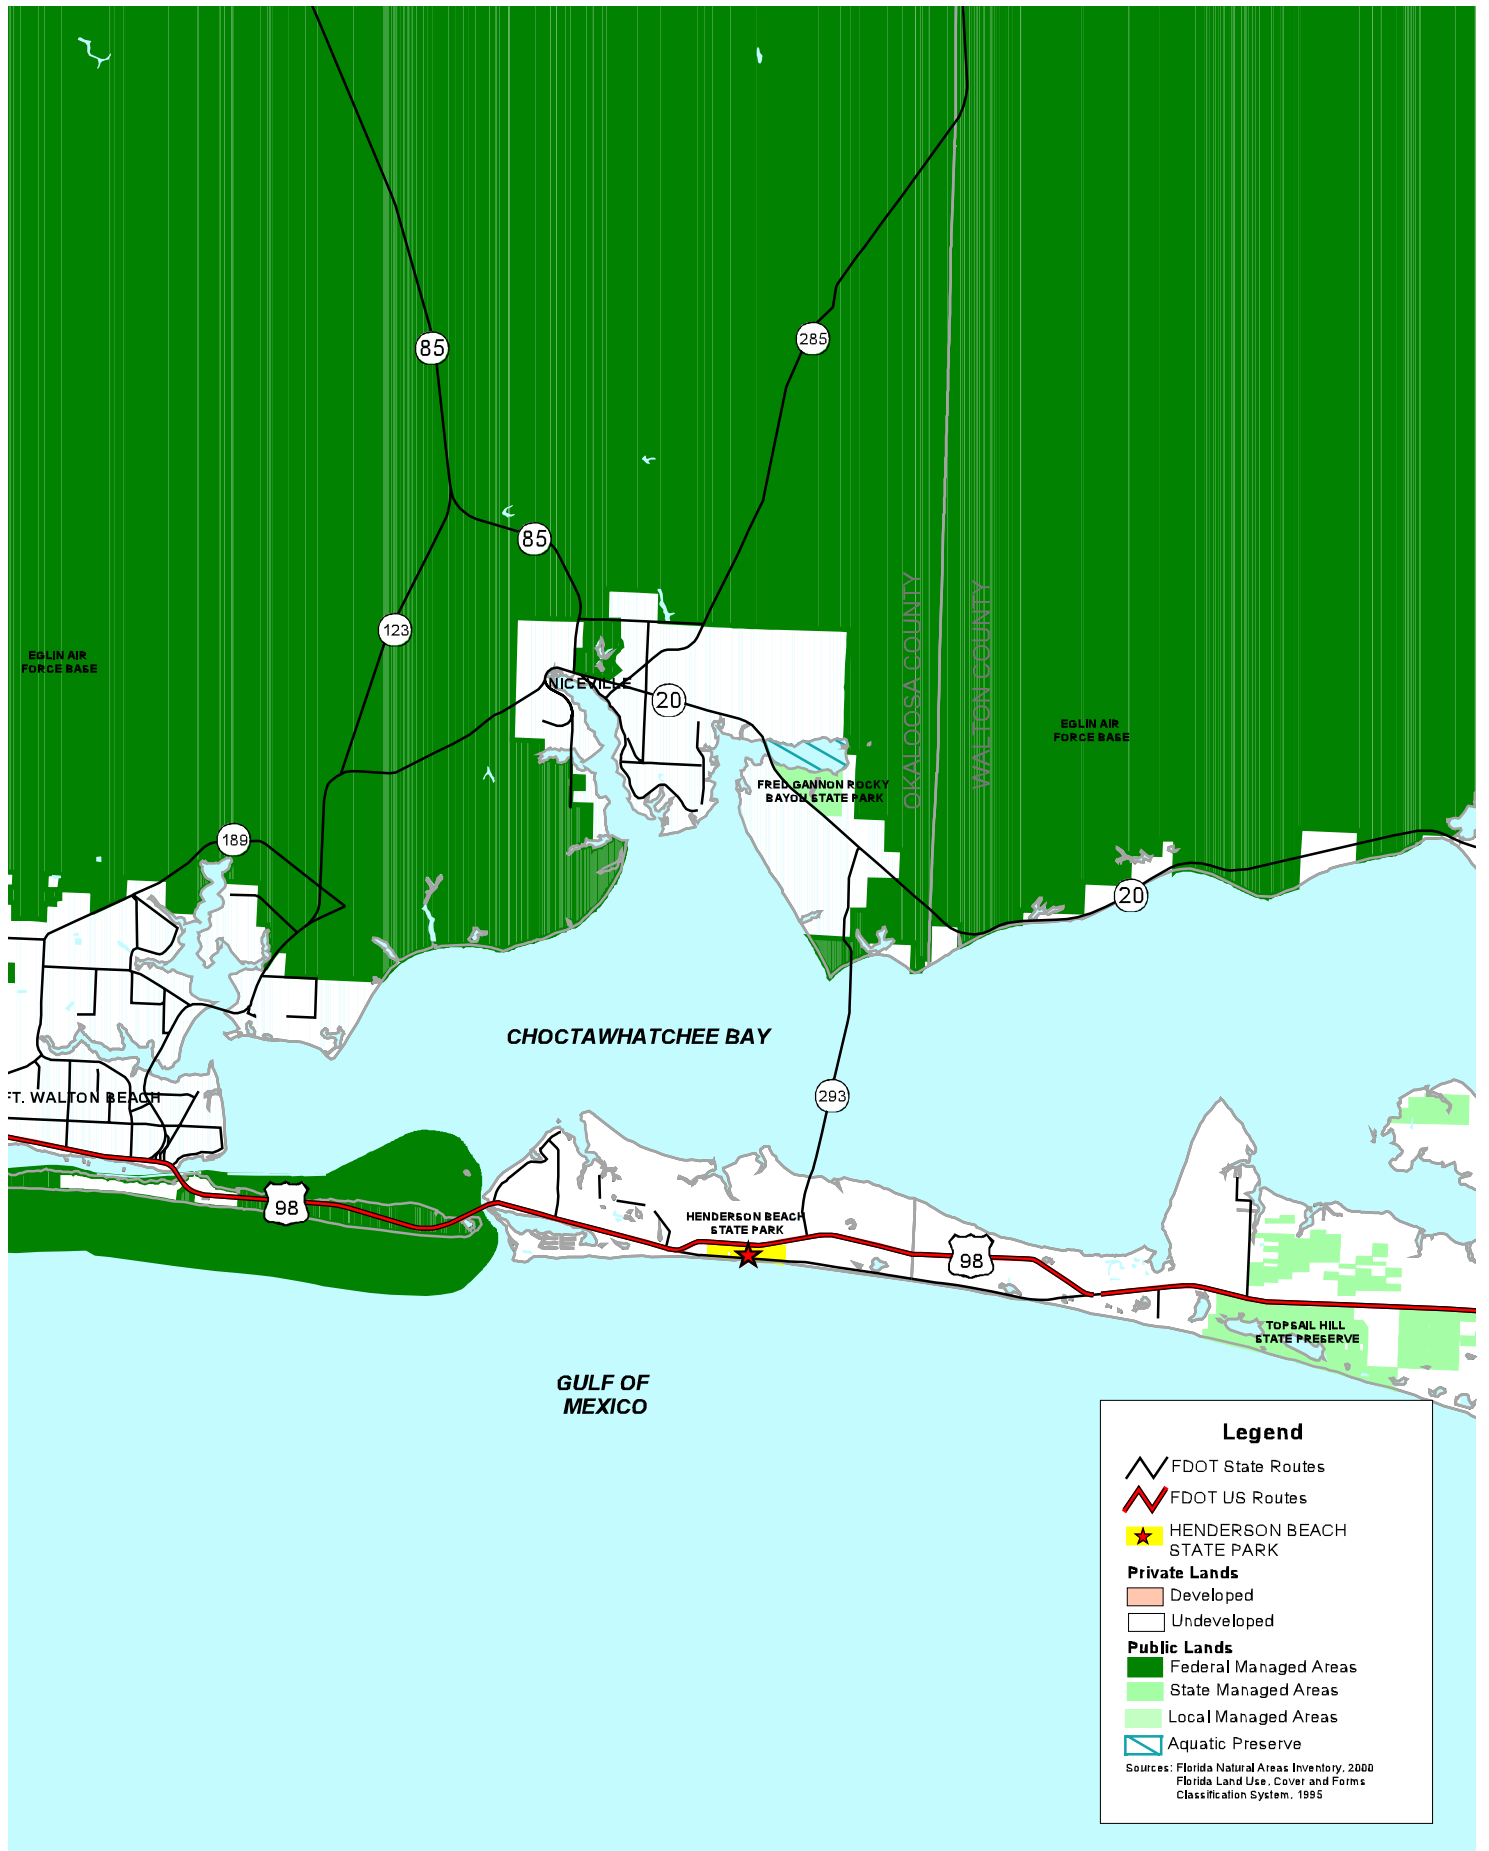 85
285
85
123
OKALOOSA COUNTY
WALTON COUNTY
EGLIN AIR
FORCE BASE
NICEVILLE
20
EGLIN AIR
FORCE BASE
FRED GANNON ROCKY
BAYOU STATE PARK
189
20
CHOCTAWHATCHEE BAY
293
FT. WALTON BEACH
98
HENDERSON BEACH
STATE PARK
98
TOPSAIL HILL
STATE PRESERVE
GULF OF
MEXICO
Legend
FDOT State Routes
FDOT US Routes
HENDERSON BEACH
STATE PARK
Private Lands
Developed
Undeveloped
Public Lands
Federal Managed Areas
State Managed Areas
Local Managed Areas
Aquatic Preserve
Sources: Florida Natural Areas Inventory, 2000
Florida Land Use, Cover and Forms
Classification System, 1995